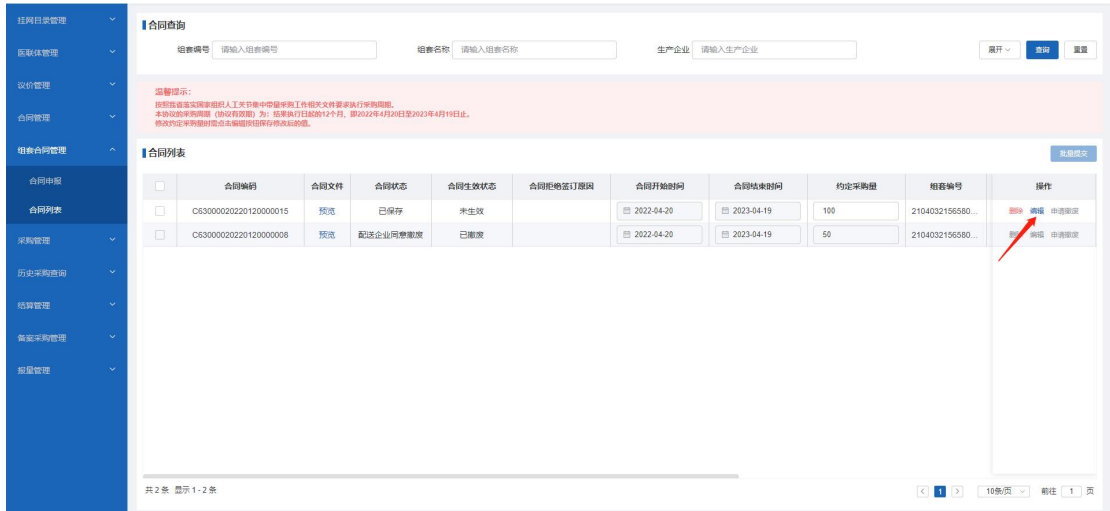 挂网目录管理
医联体管理
议价管理
合同管理
组套合同管理
合同申报
合同列表
采购管理
历史采购查询
结算管理
备案采购管理
报量管理
合同查询
组套编号 请输入组套编号 组套名称 请输入组套名称 生产企业 请输入生产企业 展开 查询 重置
温馨提示:
按照我省落实国家组织人工关节集中带量采购工作相关文件要求执行采购周期。
本协议的采购周期（协议有效期）为：结果执行日起的12个月，即2022年4月20日至2023年4月19日止。
修改约定采购量时需点击编辑按钮保存修改后的值。
合同列表 批量提交
合同编码 合同文件 合同状态 合同生效状态 合同拒绝签订原因 合同开始时间 合同结束时间 约定采购量 组套编号 操作
C63000020220120000015 预览 已保存 未生效 2022-04-20 2023-04-19 100 2104032156580... 删除 编辑 申请撤废
C63000020220120000008 预览 配送企业同意撤废 已撤废 2022-04-20 2023-04-19 50 2104032156580... 删除 编辑 申请撤废
共 2 条 显示 1 - 2 条 1 10条/页 前往 1 页